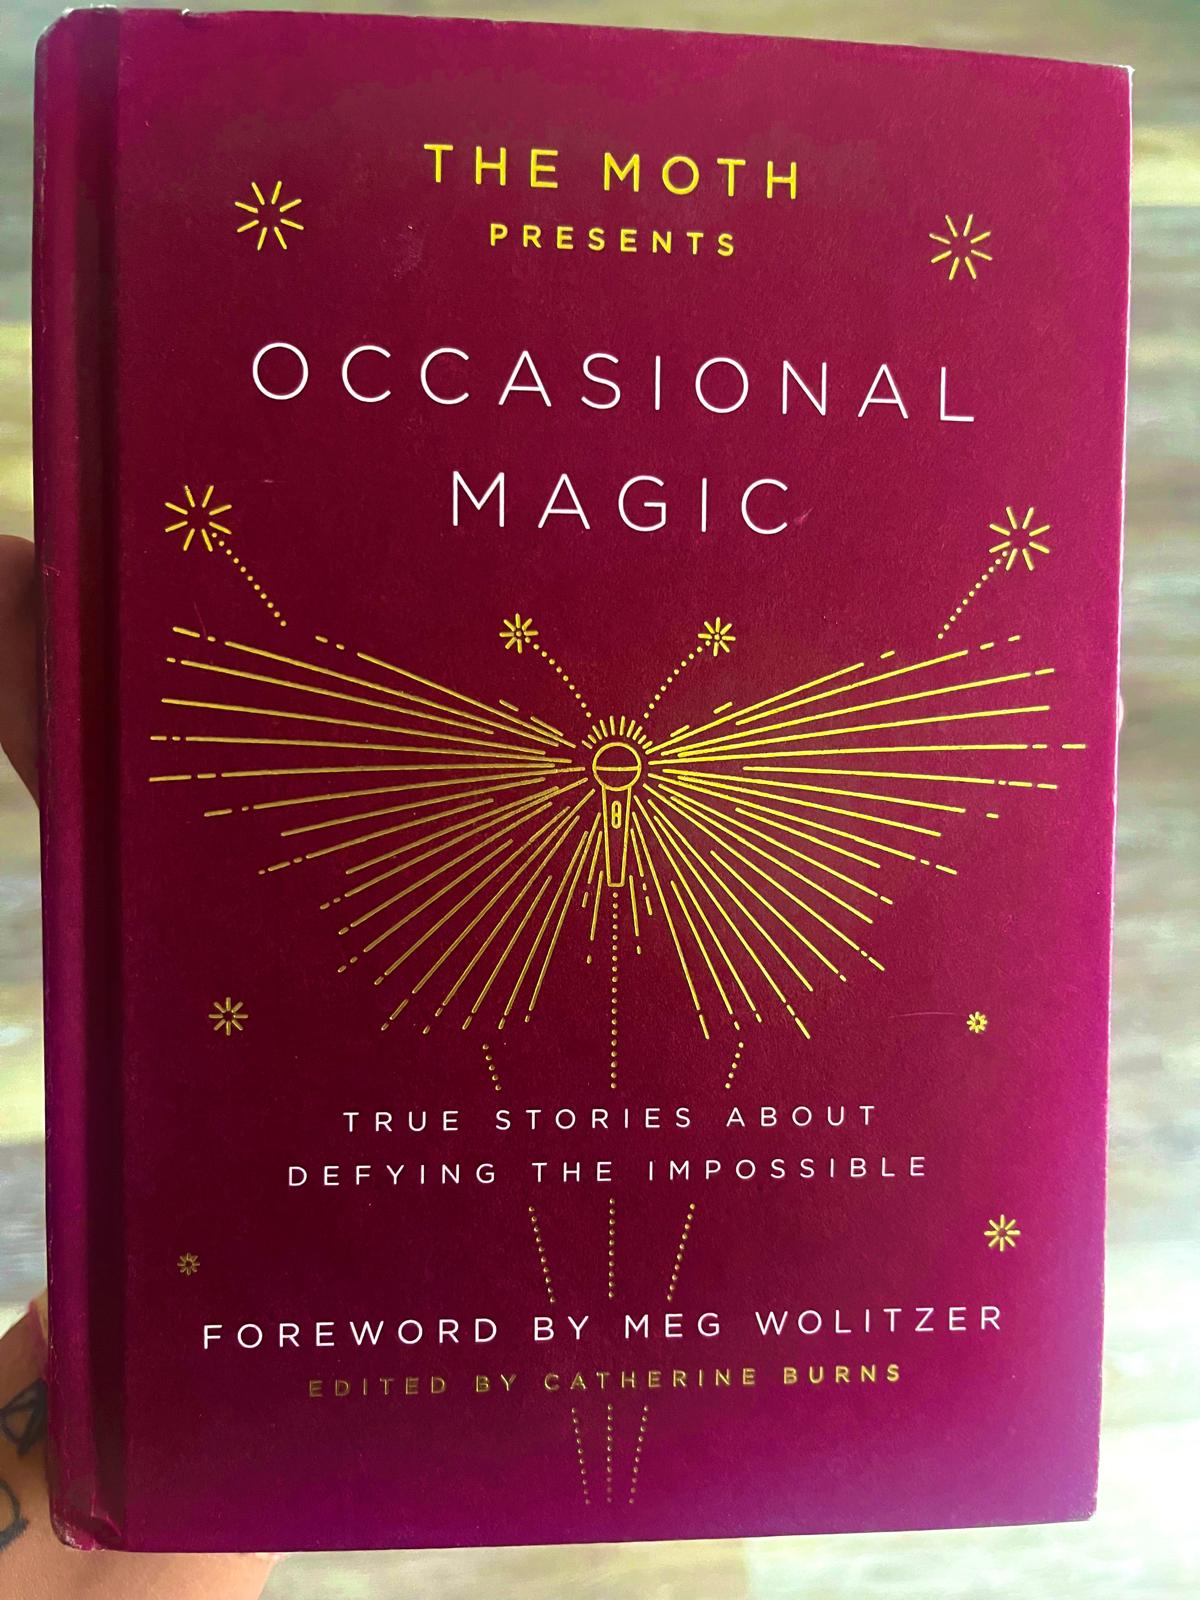 THE MOTH
PRESENTS
OCCASIONAL
MAGIC
TRUE STORIES ABOUT
DEFYING THE IMPOSSIBLE
FOREWORD BY MEG WOLITZER
EDITED BY CATHERINE BURNS